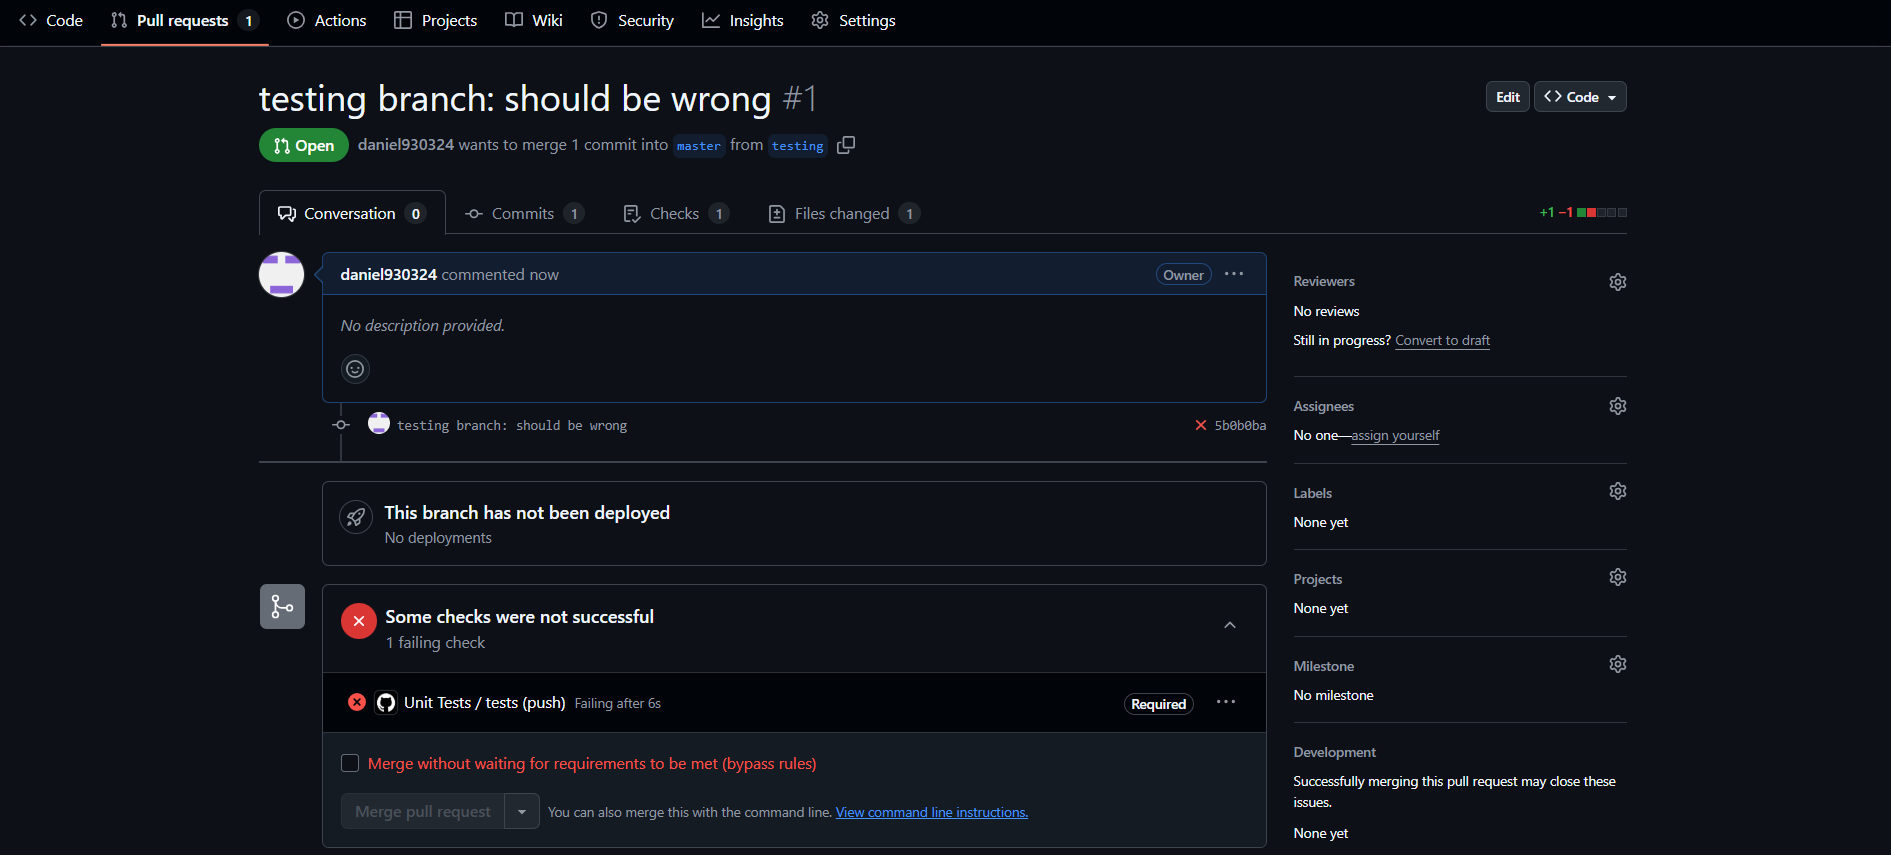 Code Pull requests 1 Actions Projects Wiki Security Insights Settings
testing branch: should be wrong #1
Edit Code
Open daniel930324 wants to merge 1 commit into master from testing
Conversation 0 Commits 1 Checks 1 Files changed 1 +1 −1
daniel930324 commented now Owner
No description provided.
testing branch: should be wrong 5b0b0ba
This branch has not been deployed
No deployments
Some checks were not successful
1 failing check
Unit Tests / tests (push) Failing after 6s Required
Merge without waiting for requirements to be met (bypass rules)
Merge pull request You can also merge this with the command line. View command line instructions.
Reviewers
No reviews
Still in progress? Convert to draft
Assignees
No one—assign yourself
Labels
None yet
Projects
None yet
Milestone
No milestone
Development
Successfully merging this pull request may close these
issues.
None yet